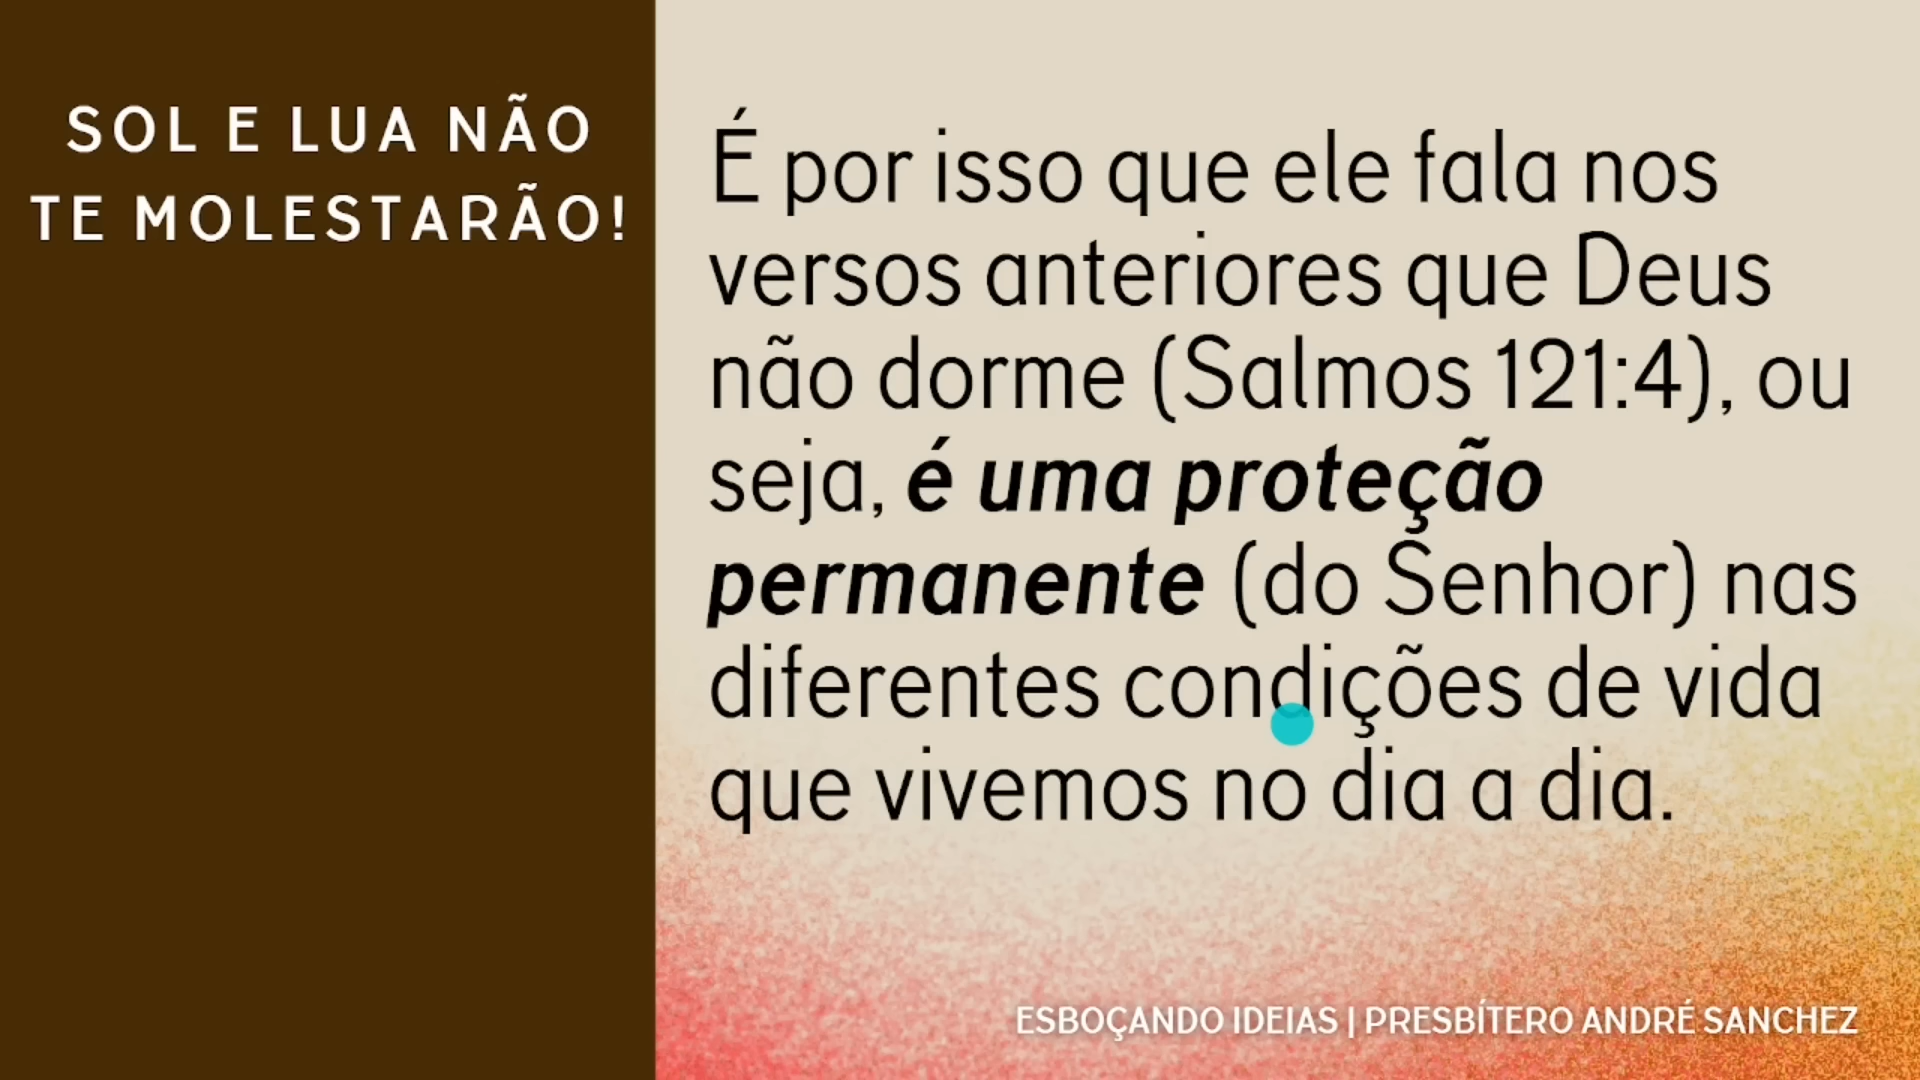 SOL E LUA NÃO
TE MOLESTARÃO!
É por isso que ele fala nos
versos anteriores que Deus
não dorme (Salmos 121:4), ou
seja, é uma proteção
permanente (do Senhor) nas
diferentes condições de vida
que vivemos no dia a dia.
ESBOÇANDO IDEIAS | PRESBÍTERO ANDRÉ SANCHEZ